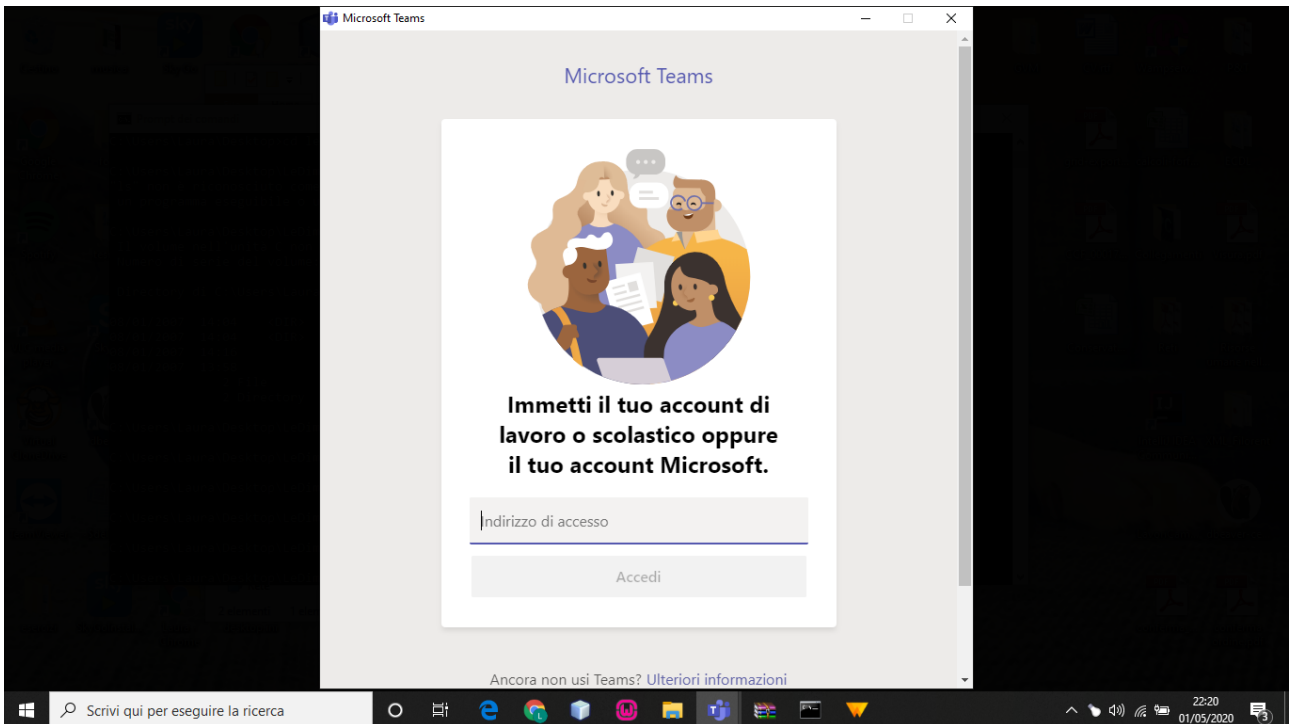 Microsoft Teams
Microsoft Teams
Immetti il tuo account di
lavoro o scolastico oppure
il tuo account Microsoft.
Indirizzo di accesso
Accedi
Ancora non usi Teams? Ulteriori informazioni
Scrivi qui per eseguire la ricerca
22:20
01/05/2020
3